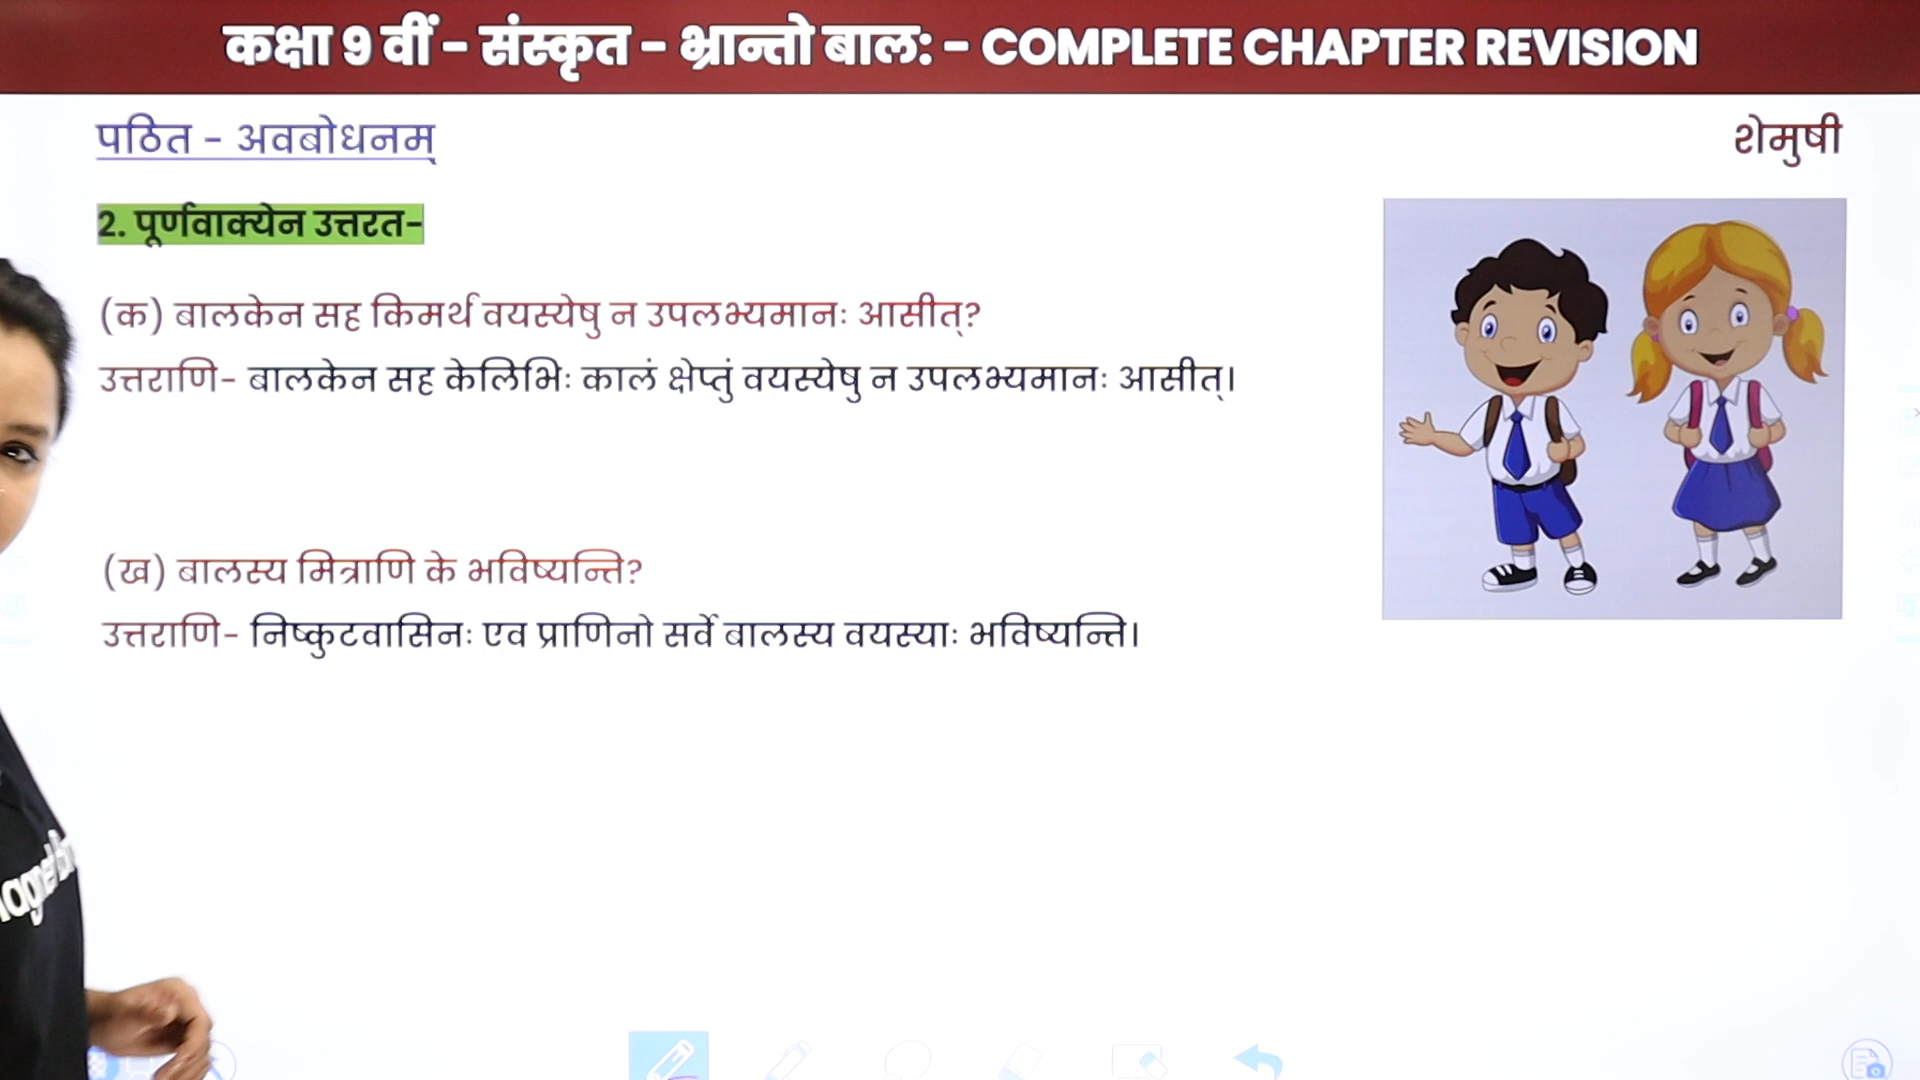 कक्षा 9 वीं - संस्कृत - भ्रान्तो बाल: - COMPLETE CHAPTER REVISION
पठित - अवबोधनम्
शेमुषी
2. पूर्णवाक्येन उत्तरत-
(क) बालकेन सह किमर्थ वयस्येषु न उपलभ्यमानः आसीत्?
उत्तराणि- बालकेन सह केलिभिः कालं क्षेप्तुं वयस्येषु न उपलभ्यमानः आसीत्।
(ख) बालस्य मित्राणि के भविष्यन्ति?
उत्तराणि- निष्कुटवासिनः एव प्राणिनो सर्वे बालस्य वयस्याः भविष्यन्ति।